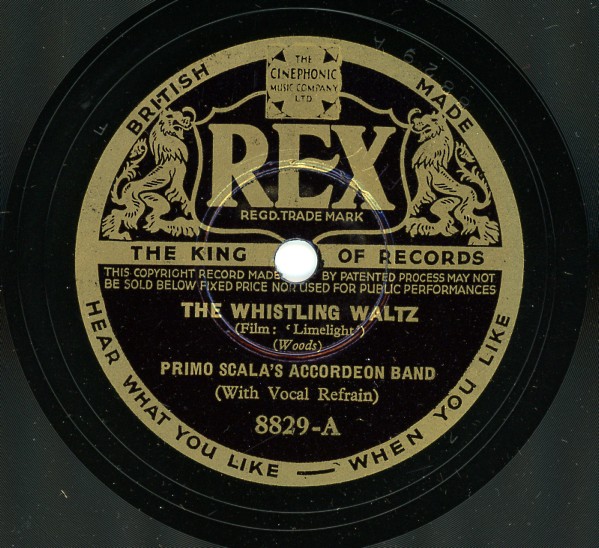 THE
CINEPHONIC
MUSIC COMPANY
LTD
BRITISH MADE
REX
REGD. TRADE MARK
THE KING OF RECORDS
THIS COPYRIGHT RECORD MADE BY PATENTED PROCESS MAY NOT
BE SOLD BELOW FIXED PRICE NOR USED FOR PUBLIC PERFORMANCES
THE WHISTLING WALTZ
(Film: 'Limelight')
(Woods)
PRIMO SCALA'S ACCORDEON BAND
(With Vocal Refrain)
8829-A
HEAR WHAT YOU LIKE — WHEN YOU LIKE